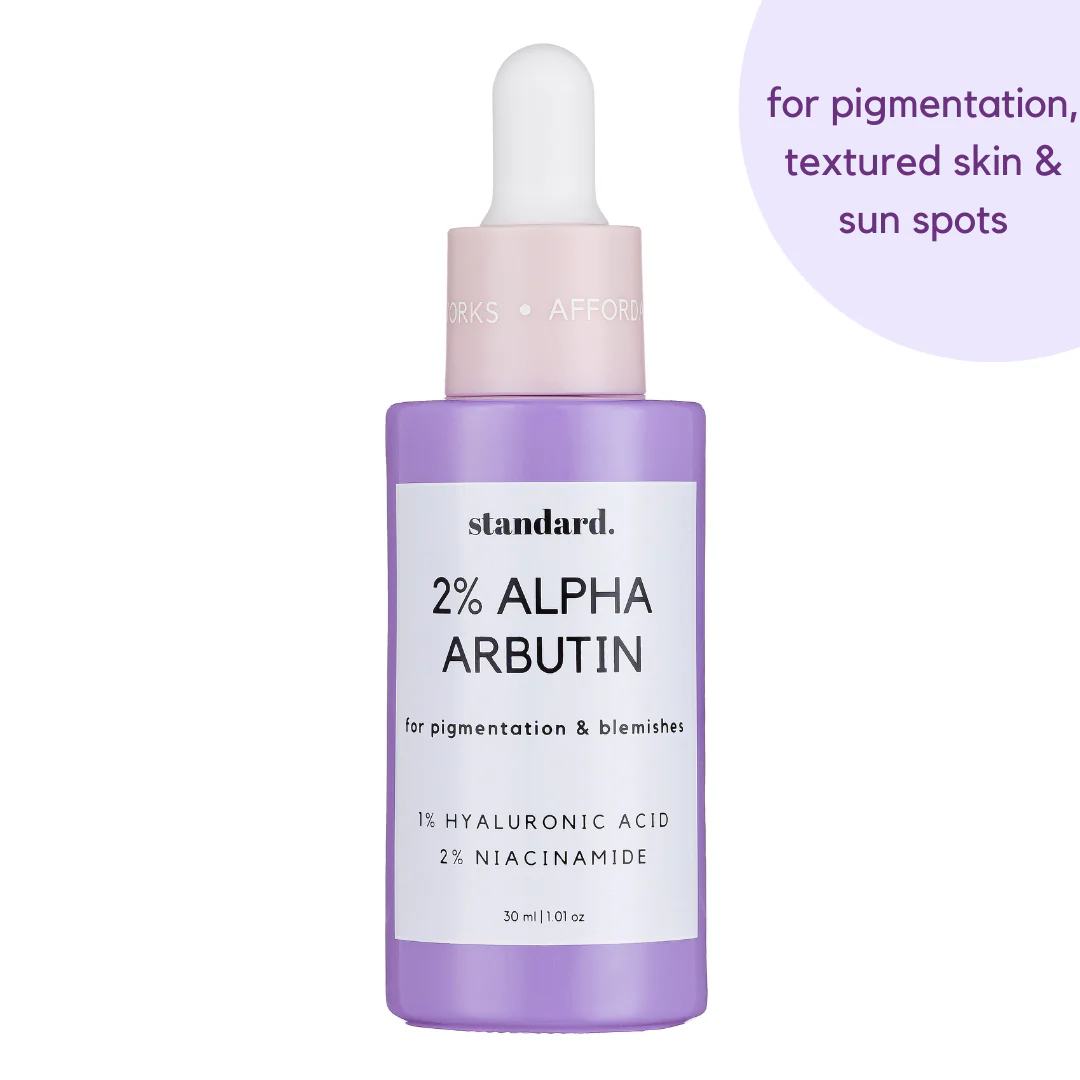 for pigmentation,
textured skin &
sun spots
ORKS • AFFORDA
standard.
2% ALPHA
ARBUTIN
for pigmentation & blemishes
1% HYALURONIC ACID
2% NIACINAMIDE
30 ml | 1.01 oz